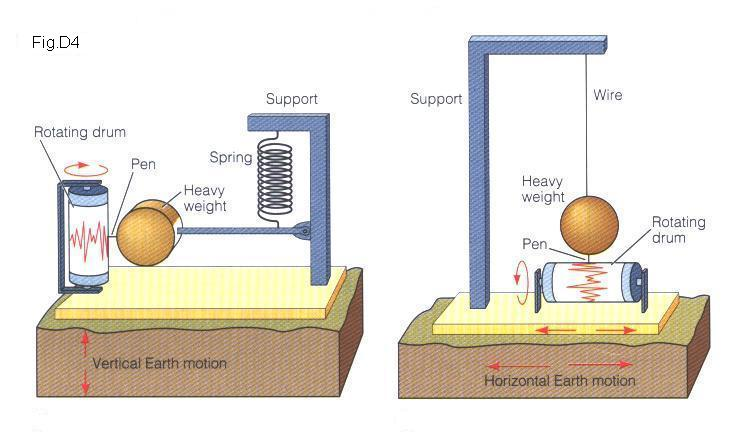 Fig.D4
Support
Rotating drum
Pen
Spring
Heavy
weight
Vertical Earth motion
Support
Wire
Heavy
weight
Pen
Rotating
drum
Horizontal Earth motion